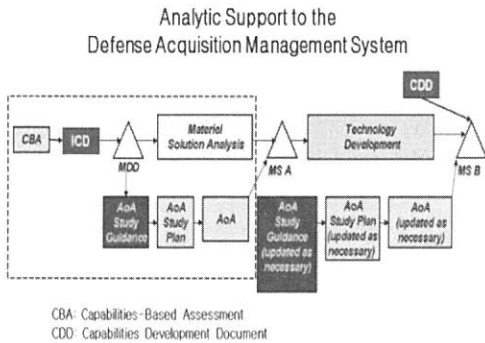 Analytic Support to the
Defense Acquisition Management System
CDD
CBA
ICD
MDD
Materiel
Solution Analysis
MS A
Technology
Development
MS B
AoA
Study
Guidance
AoA
Study
Plan
AoA
AoA
Study
Guidance
(updated as
necessary)
AoA
Study Plan
(updated as
necessary)
AoA
(updated as
necessary)
CBA: Capabilities-Based Assessment
CDD: Capabilities Development Document